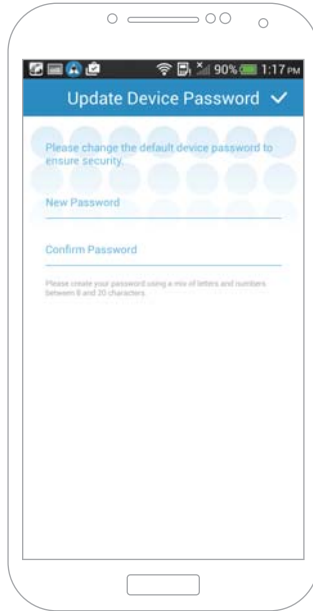 90% 1:17 PM
Update Device Password
Please change the default device password to
ensure security.
New Password
Confirm Password
Please create your password using a mix of letters and numbers
between 8 and 20 characters.